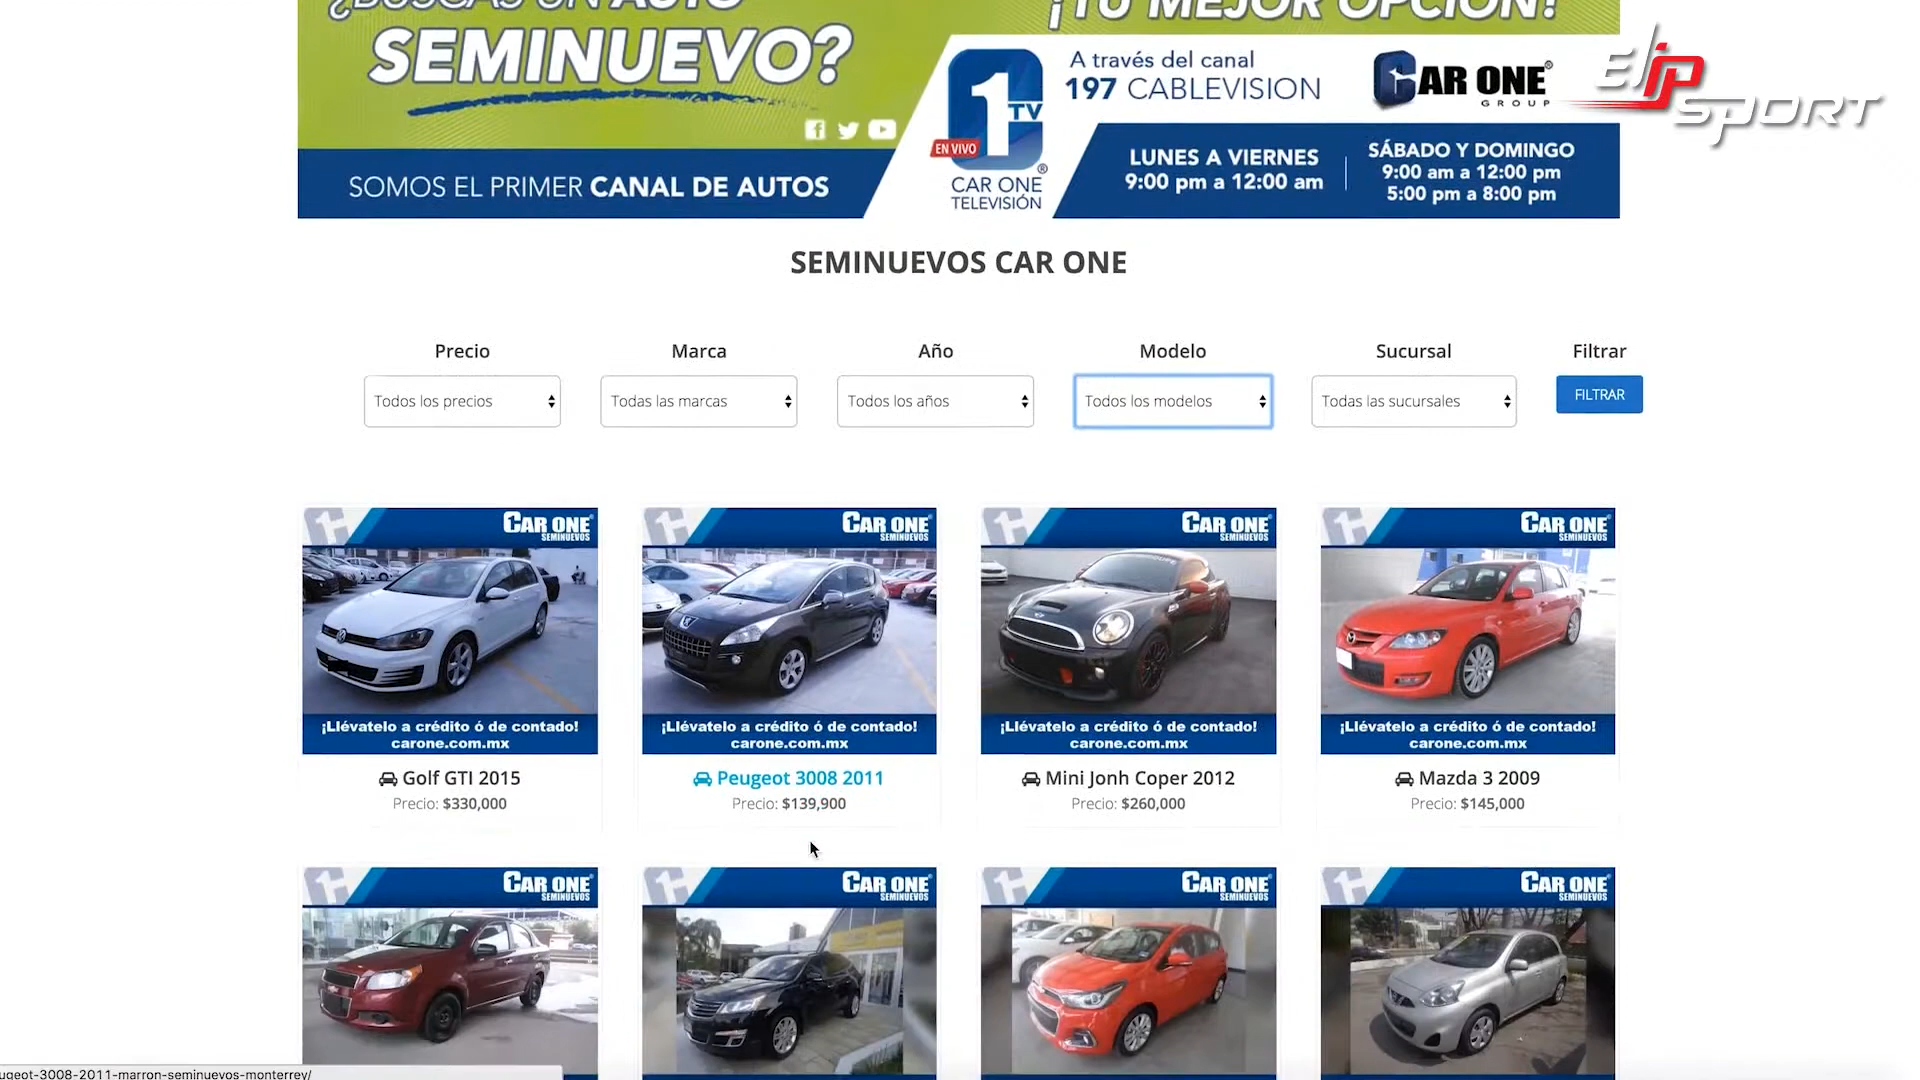 ¿BUSCAS UN AUTO
SEMINUEVO?
SOMOS EL PRIMER CANAL DE AUTOS
¡TU MEJOR OPCIÓN!
1 TV
EN VIVO
CAR ONE
TELEVISIÓN
A través del canal
197 CABLEVISION
CAR ONE
GROUP
LUNES A VIERNES
9:00 pm a 12:00 am
SÁBADO Y DOMINGO
9:00 am a 12:00 pm
5:00 pm a 8:00 pm
SPORT
SEMINUEVOS CAR ONE
Precio
Marca
Año
Modelo
Sucursal
Filtrar
Todos los precios
Todas las marcas
Todos los años
Todos los modelos
Todas las sucursales
FILTRAR
CAR ONE
SEMINUEVOS
CAR ONE
SEMINUEVOS
CAR ONE
SEMINUEVOS
CAR ONE
SEMINUEVOS
¡Llévatelo a crédito ó de contado!
carone.com.mx
¡Llévatelo a crédito ó de contado!
carone.com.mx
¡Llévatelo a crédito ó de contado!
carone.com.mx
¡Llévatelo a crédito ó de contado!
carone.com.mx
Golf GTI 2015
Precio: $330,000
Peugeot 3008 2011
Precio: $139,900
Mini Jonh Coper 2012
Precio: $260,000
Mazda 3 2009
Precio: $145,000
CAR ONE
SEMINUEVOS
CAR ONE
SEMINUEVOS
CAR ONE
SEMINUEVOS
CAR ONE
SEMINUEVOS
ugeot-3008-2011-marron-seminuevos-monterrey/